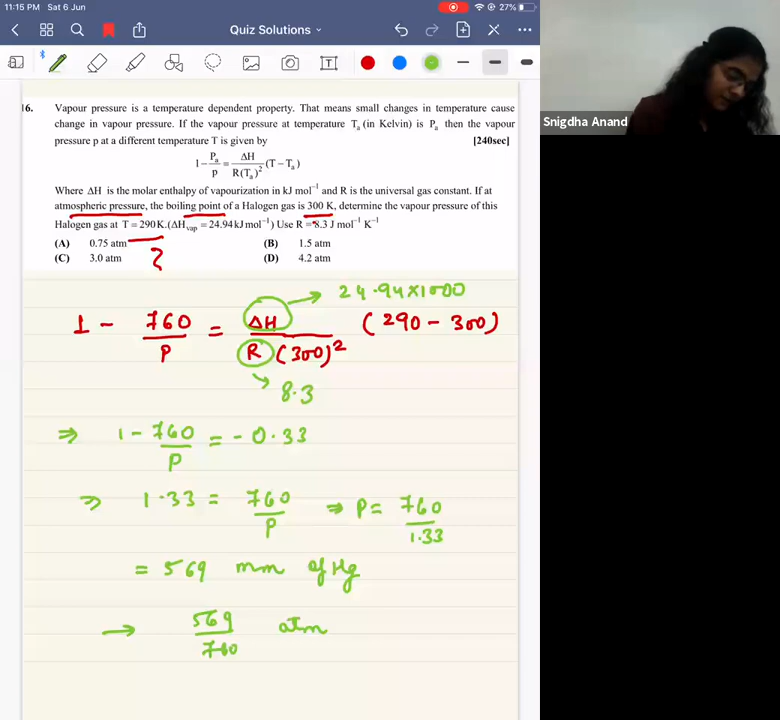 11:15 PM Sat 6 Jun
27%
Quiz Solutions
16. Vapour pressure is a temperature dependent property. That means small changes in temperature cause
change in vapour pressure. If the vapour pressure at temperature Tₐ (in Kelvin) is Pₐ then the vapour
pressure p at a different temperature T is given by [240sec]
1 - Pₐ/p = ΔH/R(Tₐ)² (T - Tₐ)
Where ΔH is the molar enthalpy of vapourization in kJ mol⁻¹ and R is the universal gas constant. If at
atmospheric pressure, the boiling point of a Halogen gas is 300 K, determine the vapour pressure of this
Halogen gas at T = 290K.(ΔH_vap = 24.94kJ mol⁻¹) Use R = 8.3 J mol⁻¹ K⁻¹
(A) 0.75 atm (B) 1.5 atm
(C) 3.0 atm (D) 4.2 atm
?
24.94×1000
1 - 760/P = ΔH/R(300)² (290 - 300)
8.3
⇒ 1 - 760/P = -0.33
⇒ 1.33 = 760/P ⇒ P = 760/1.33
= 569 mm of Hg
→ 569/760 atm
Snigdha Anand